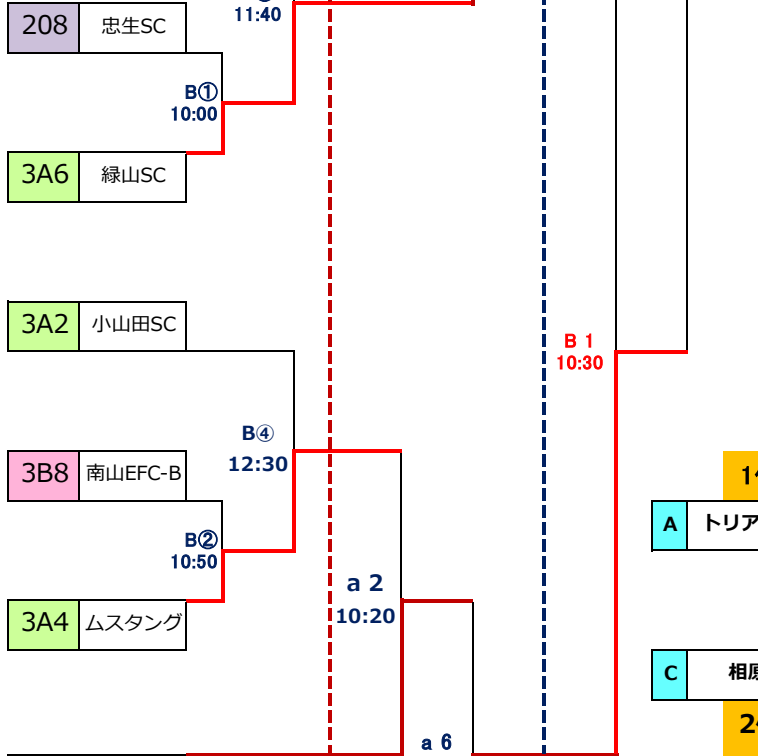 208 忠生SC
11:40
B①
10:00
3A6 緑山SC
3A2 小山田SC
B 1
10:30
B④
12:30
3B8 南山EFC-B
A トリア
B②
10:50
a 2
10:20
3A4 ムスタング
C 相原
a 6